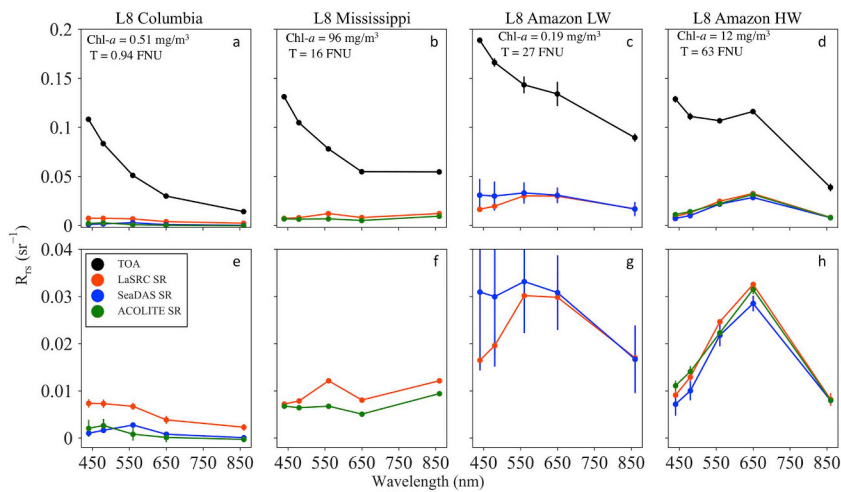 L8 Columbia L8 Mississippi L8 Amazon LW L8 Amazon HW
0.2 Chl-a = 0.51 mg/m³ a Chl-a = 96 mg/m³ b Chl-a = 0.19 mg/m³ c Chl-a = 12 mg/m³ d
T = 0.94 FNU T = 16 FNU T = 27 FNU T = 63 FNU
0.15
0.1
0.05
0
Rrs (sr⁻¹)
0.04 e f g h
TOA
LaSRC SR
SeaDAS SR
ACOLITE SR
0.03
0.02
0.01
0
450 550 650 750 850 450 550 650 750 850 450 550 650 750 850 450 550 650 750 850
Wavelength (nm)